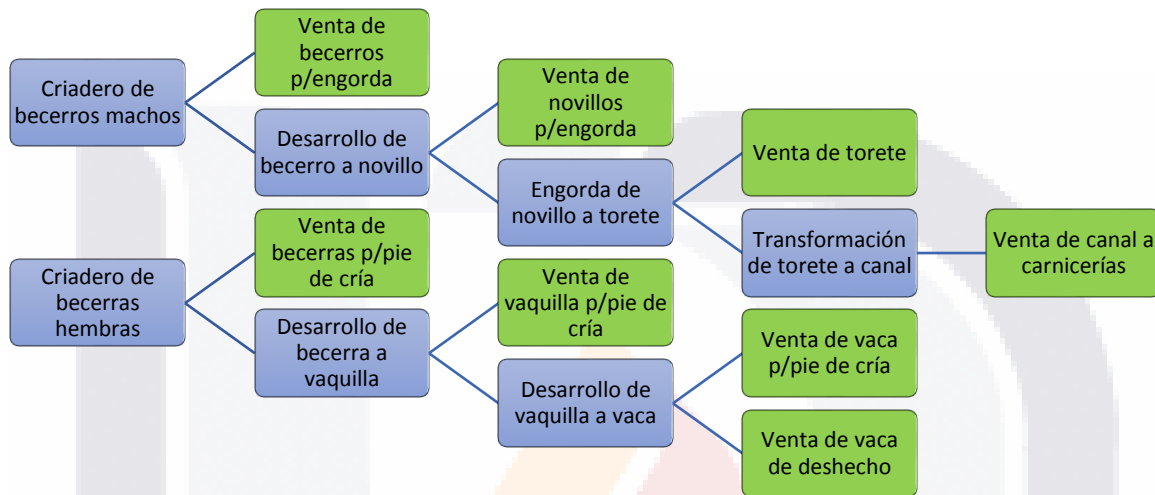 Criadero de
becerros machos
Venta de
becerros
p/engorda
Desarrollo de
becerro a novillo
Venta de
novillos
p/engorda
Engorda de
novillo a torete
Venta de torete
Transformación
de torete a canal
Venta de canal a
carnicerías
Criadero de
becerras
hembras
Venta de
becerras p/pie
de cría
Desarrollo de
becerra a
vaquilla
Venta de
vaquilla p/pie de
cría
Desarrollo de
vaquilla a vaca
Venta de vaca
p/pie de cría
Venta de vaca
de deshecho